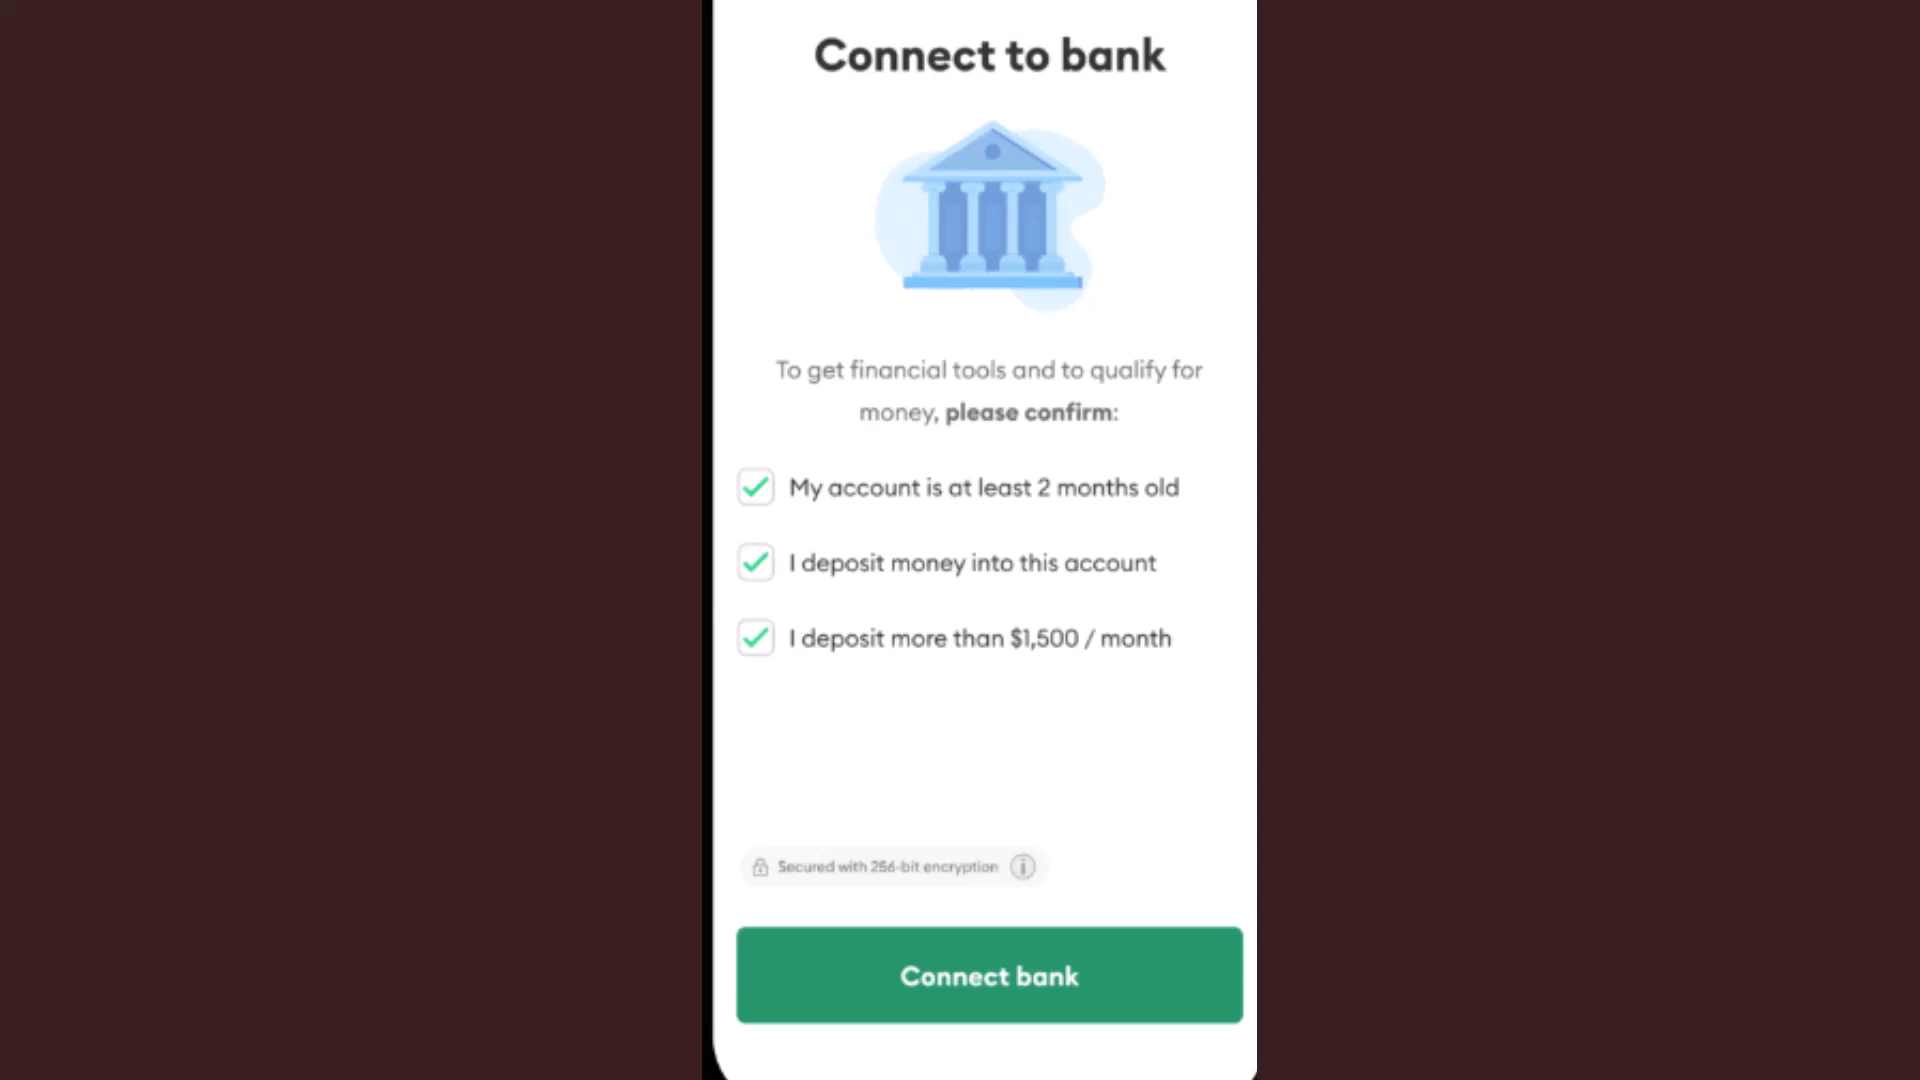 Connect to bank
To get financial tools and to qualify for
money, please confirm:
My account is at least 2 months old
I deposit money into this account
I deposit more than $1,500 / month
Secured with 256-bit encryption
Connect bank